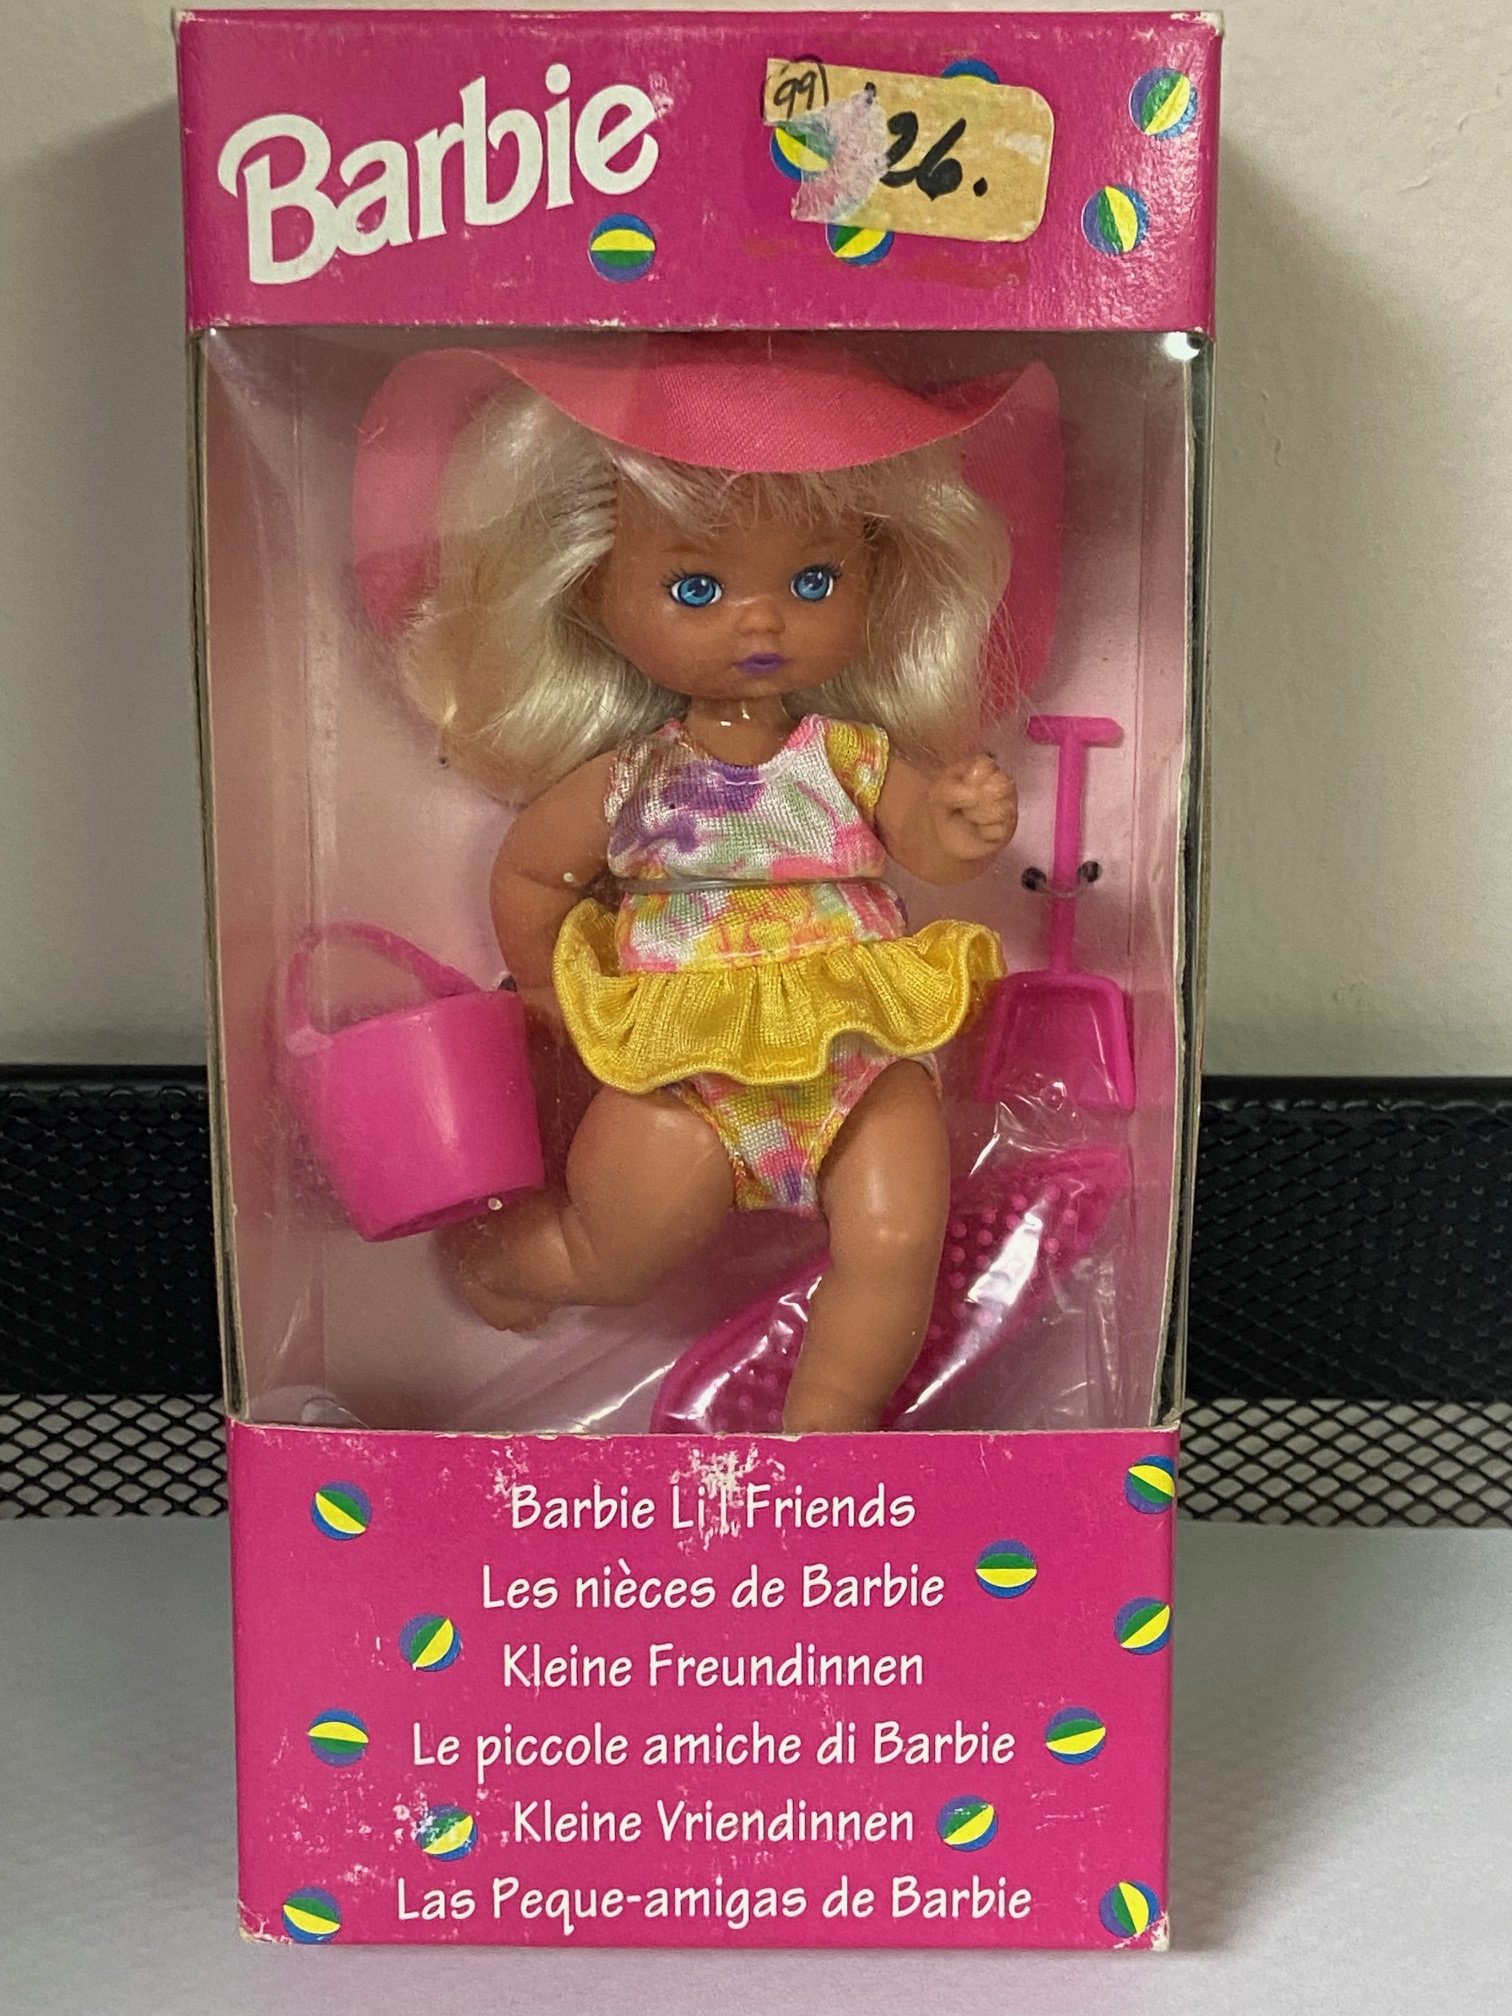 Barbie
'99
26.
Barbie Li'l Friends
Les nièces de Barbie
Kleine Freundinnen
Le piccole amiche di Barbie
Kleine Vriendinnen
Las Peque-amigas de Barbie